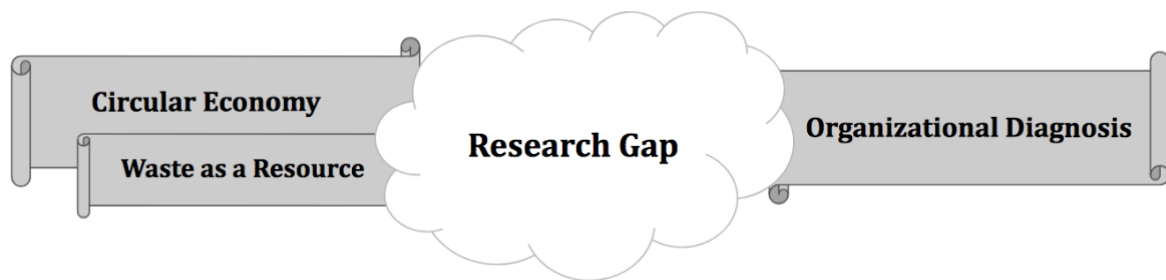 Circular Economy
Waste as a Resource
Research Gap
Organizational Diagnosis